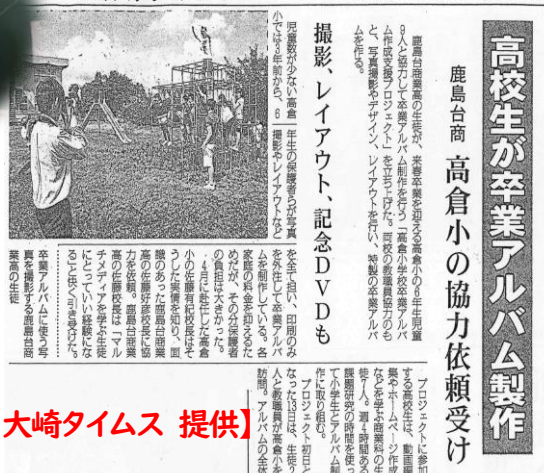 高校生が卒業アルバム製作
鹿島台商 高倉小の協力依頼受け
撮影、レイアウト、記念DVDも
鹿島台商業高の生徒が、来春卒業を迎える高倉小の6年生児童
9人と協力して卒業アルバム制作を行う「高倉小学校卒業アルバ
ム作成支援プロジェクト」を立ち上げた。両校の教職員協力のも
と、写真撮影やデザイン、レイアウトを行い、特製の卒業アルバ
ムを作る。
児童数が少ない高倉
小では3年前から、6
年生の保護者らが写真
撮影やレイアウトなど
を全て担い、印刷のみ
を外注して卒業アルバ
ムを制作している。各
家庭の料金を抑えるた
めだが、その分保護者
の負担は大きかった。
4月に赴任した高倉
小の佐藤有紀校長はそ
うした実情を知り、面
識のあった鹿島台商業
高の佐藤好彦校長に協
力を依頼。鹿島台商業
高の佐藤校長は「マル
チメディアを学ぶ生徒
にとっていい経験にな
る」と快く引き受けた。
プロジェクトに参
する高校生は、動画編
集やホームページ作成
などを学ぶ商業科の生
徒7人。週4時間ある
課題研究の時間を使っ
て小学生とアルバム制
作に取り組む。
プロジェクト初日と
なった13日は、生徒7
人と教職員が高倉小を
訪問。アルバムの全体
卒業アルバムに使う写
真を撮影する鹿島台商
業高の生徒
大崎タイムス 提供】